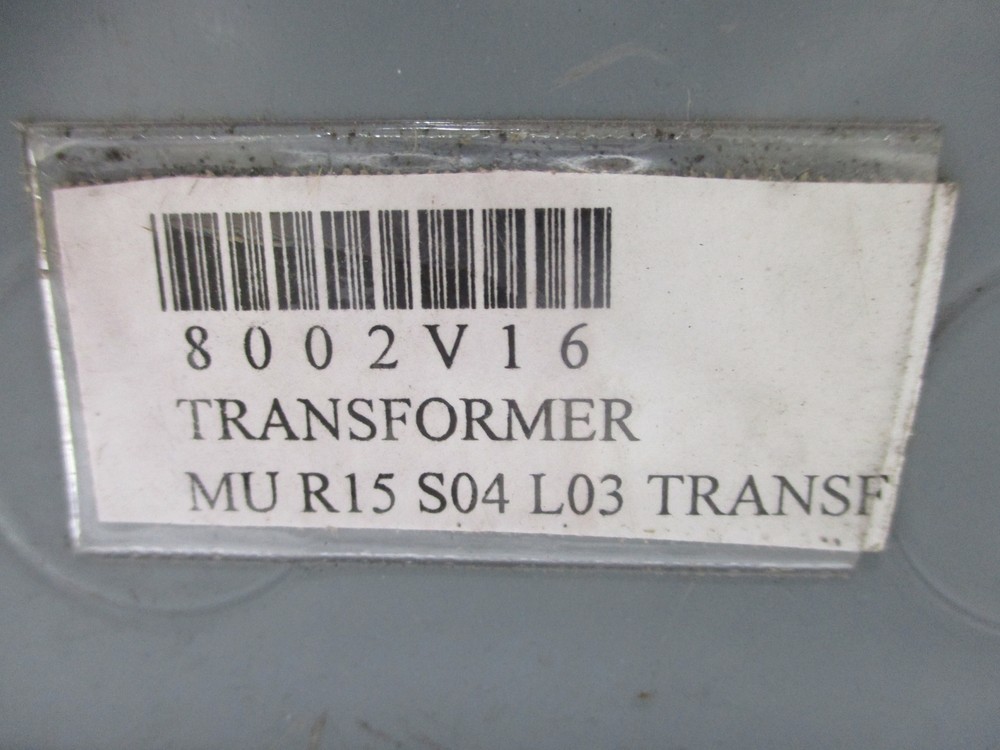 8002V16
TRANSFORMER
MU R15 S04 L03 TRANSF